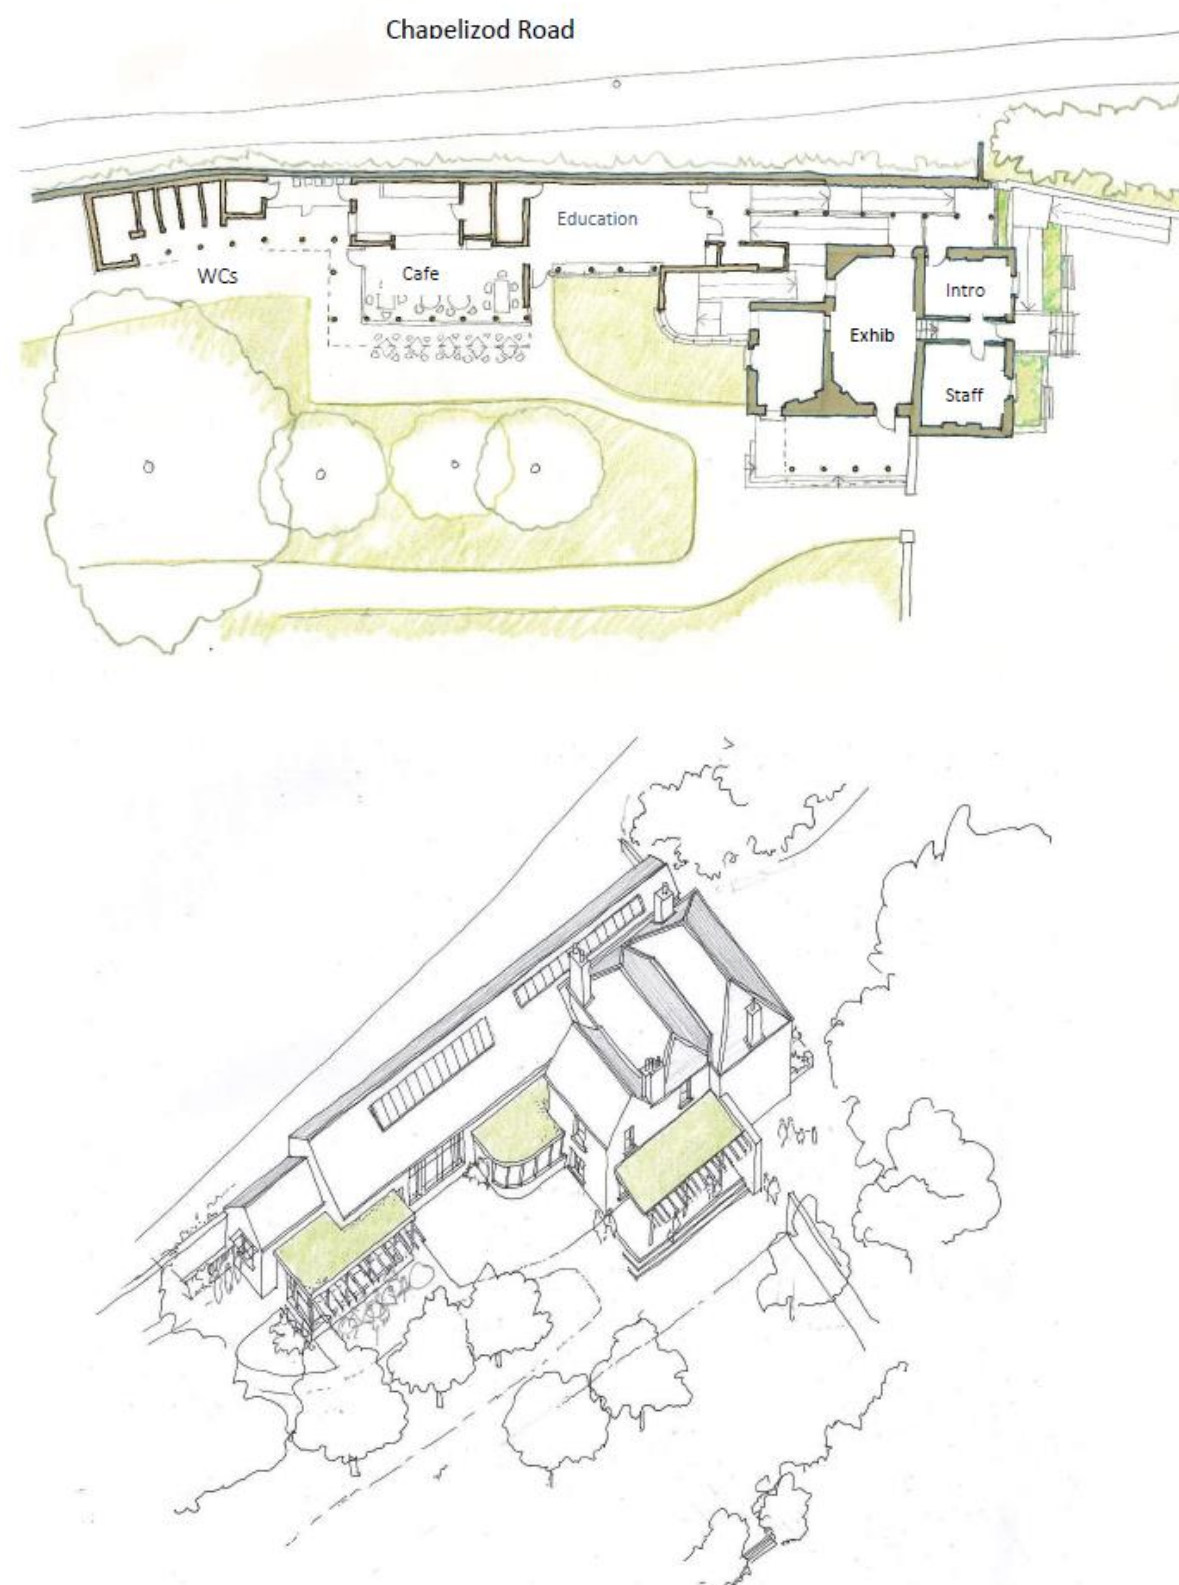 Chapelizod Road
Education
WCs
Cafe
Intro
Exhib
Staff